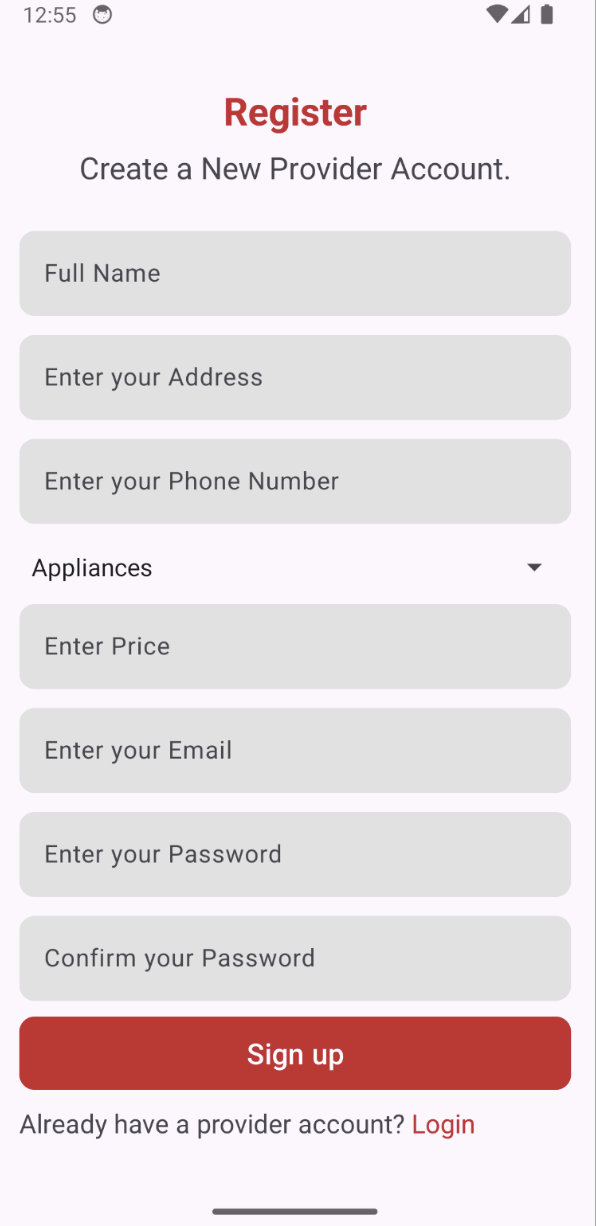 12:55
Register
Create a New Provider Account.
Full Name
Enter your Address
Enter your Phone Number
Appliances
Enter Price
Enter your Email
Enter your Password
Confirm your Password
Sign up
Already have a provider account? Login